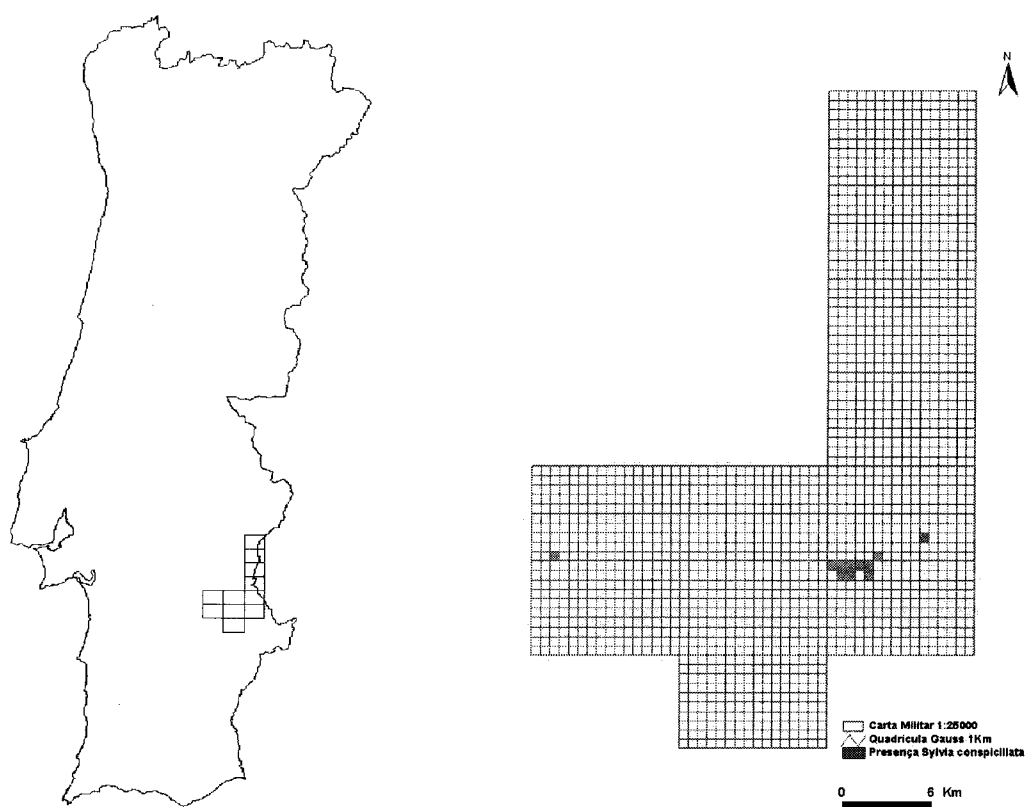 N
Carta Militar 1:25000
Quadrícula Gauss 1Km
Presença Sylvia conspicillata
0 6 Km